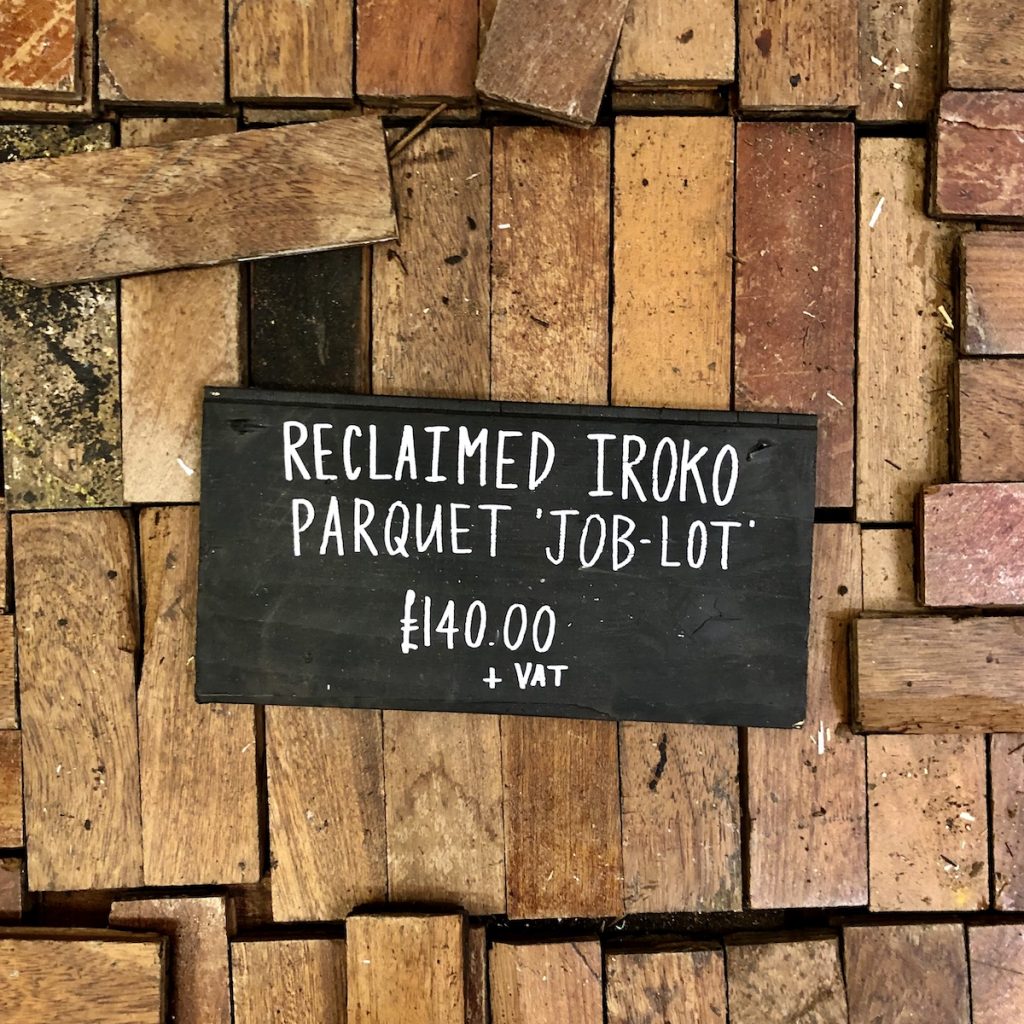 RECLAIMED IROKO
PARQUET 'JOB-LOT'
£140.00
+ VAT